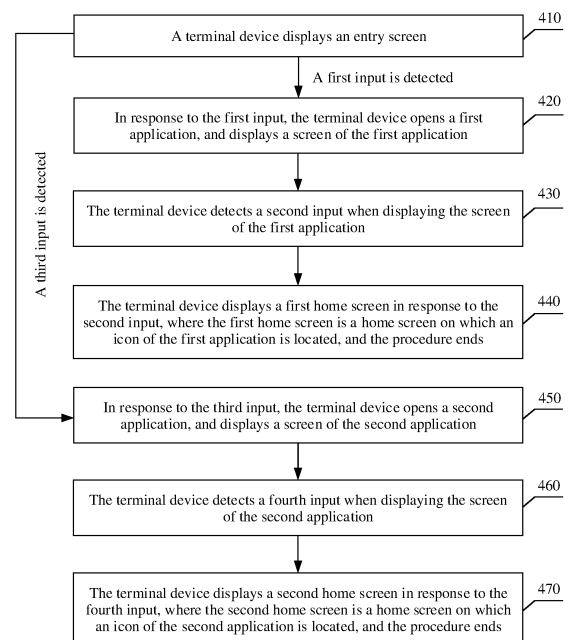 410
A terminal device displays an entry screen
A first input is detected
420
In response to the first input, the terminal device opens a first
application, and displays a screen of the first application
A third input is detected
430
The terminal device detects a second input when displaying the screen
of the first application
440
The terminal device displays a first home screen in response to the
second input, where the first home screen is a home screen on which an
icon of the first application is located, and the procedure ends
450
In response to the third input, the terminal device opens a second
application, and displays a screen of the second application
460
The terminal device detects a fourth input when displaying the screen
of the second application
470
The terminal device displays a second home screen in response to the
fourth input, where the second home screen is a home screen on which
an icon of the second application is located, and the procedure ends